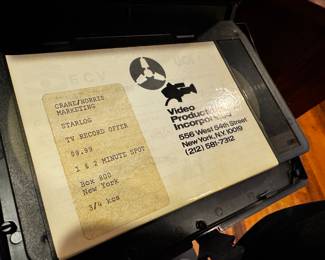 CRANE/NORRIS
MARKETING
STARLOG
TV RECORD OFFER
$9.99
1 & 2 MINUTE SPOT
Box 800
New York
3/4 kcs
Video
Incorporated
556 West 54th Street
New York, N.Y. 10019
(212) 581-7312